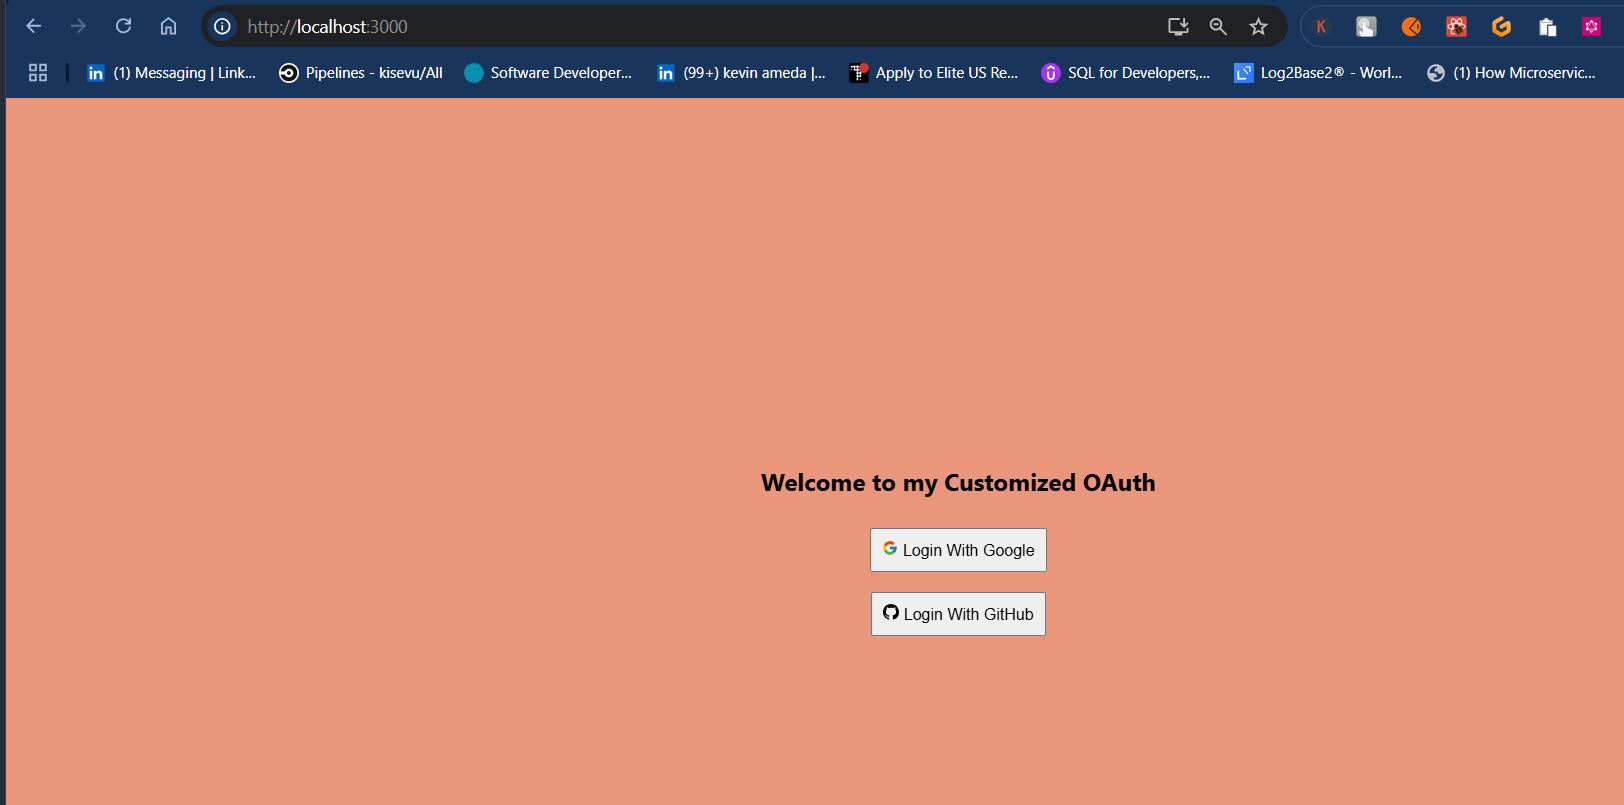 http://localhost:3000
K
(1) Messaging | Link...
Pipelines - kisevu/All
Software Developer...
(99+) kevin ameda |...
Apply to Elite US Re...
SQL for Developers,...
Log2Base2® - Worl...
(1) How Microservic...
Welcome to my Customized OAuth
Login With Google
Login With GitHub